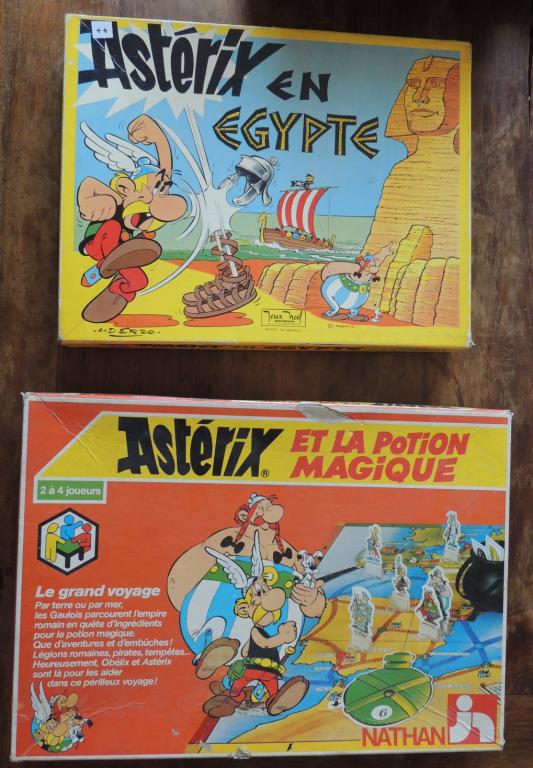 ++
Astérix EN
EGYPTE
UDERZO
Jeux Noël
Astérix® ET LA POTION
MAGIQUE
2 à 4 joueurs
Le grand voyage
Par terre ou par mer,
les Gaulois parcourent l'empire
romain en quête d'ingrédients
pour la potion magique.
Que d'aventures et d'embûches!
Légions romaines, pirates, tempêtes...
Heureusement, Obélix et Astérix
sont là pour les aider
dans ce périlleux voyage!
6
NATHAN